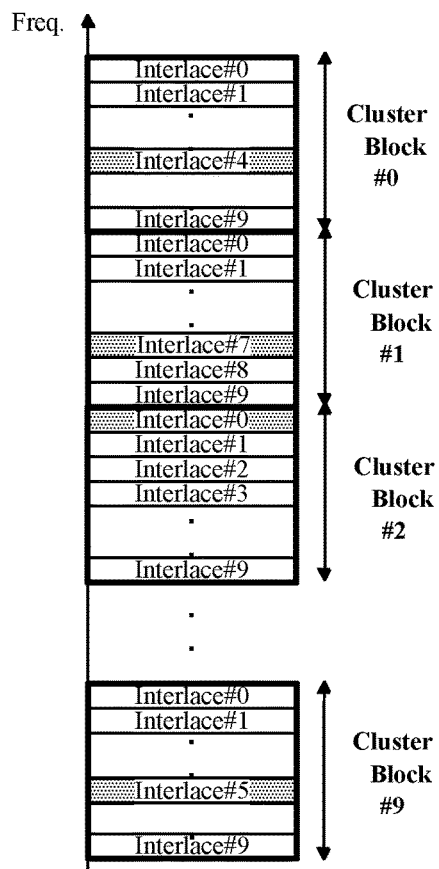 Freq.
Interlace#0
Interlace#1
Interlace#4
Interlace#9
Cluster
Block
#0
Interlace#0
Interlace#1
Interlace#7
Interlace#8
Interlace#9
Cluster
Block
#1
Interlace#0
Interlace#1
Interlace#2
Interlace#3
Interlace#9
Cluster
Block
#2
Interlace#0
Interlace#1
Interlace#5
Interlace#9
Cluster
Block
#9